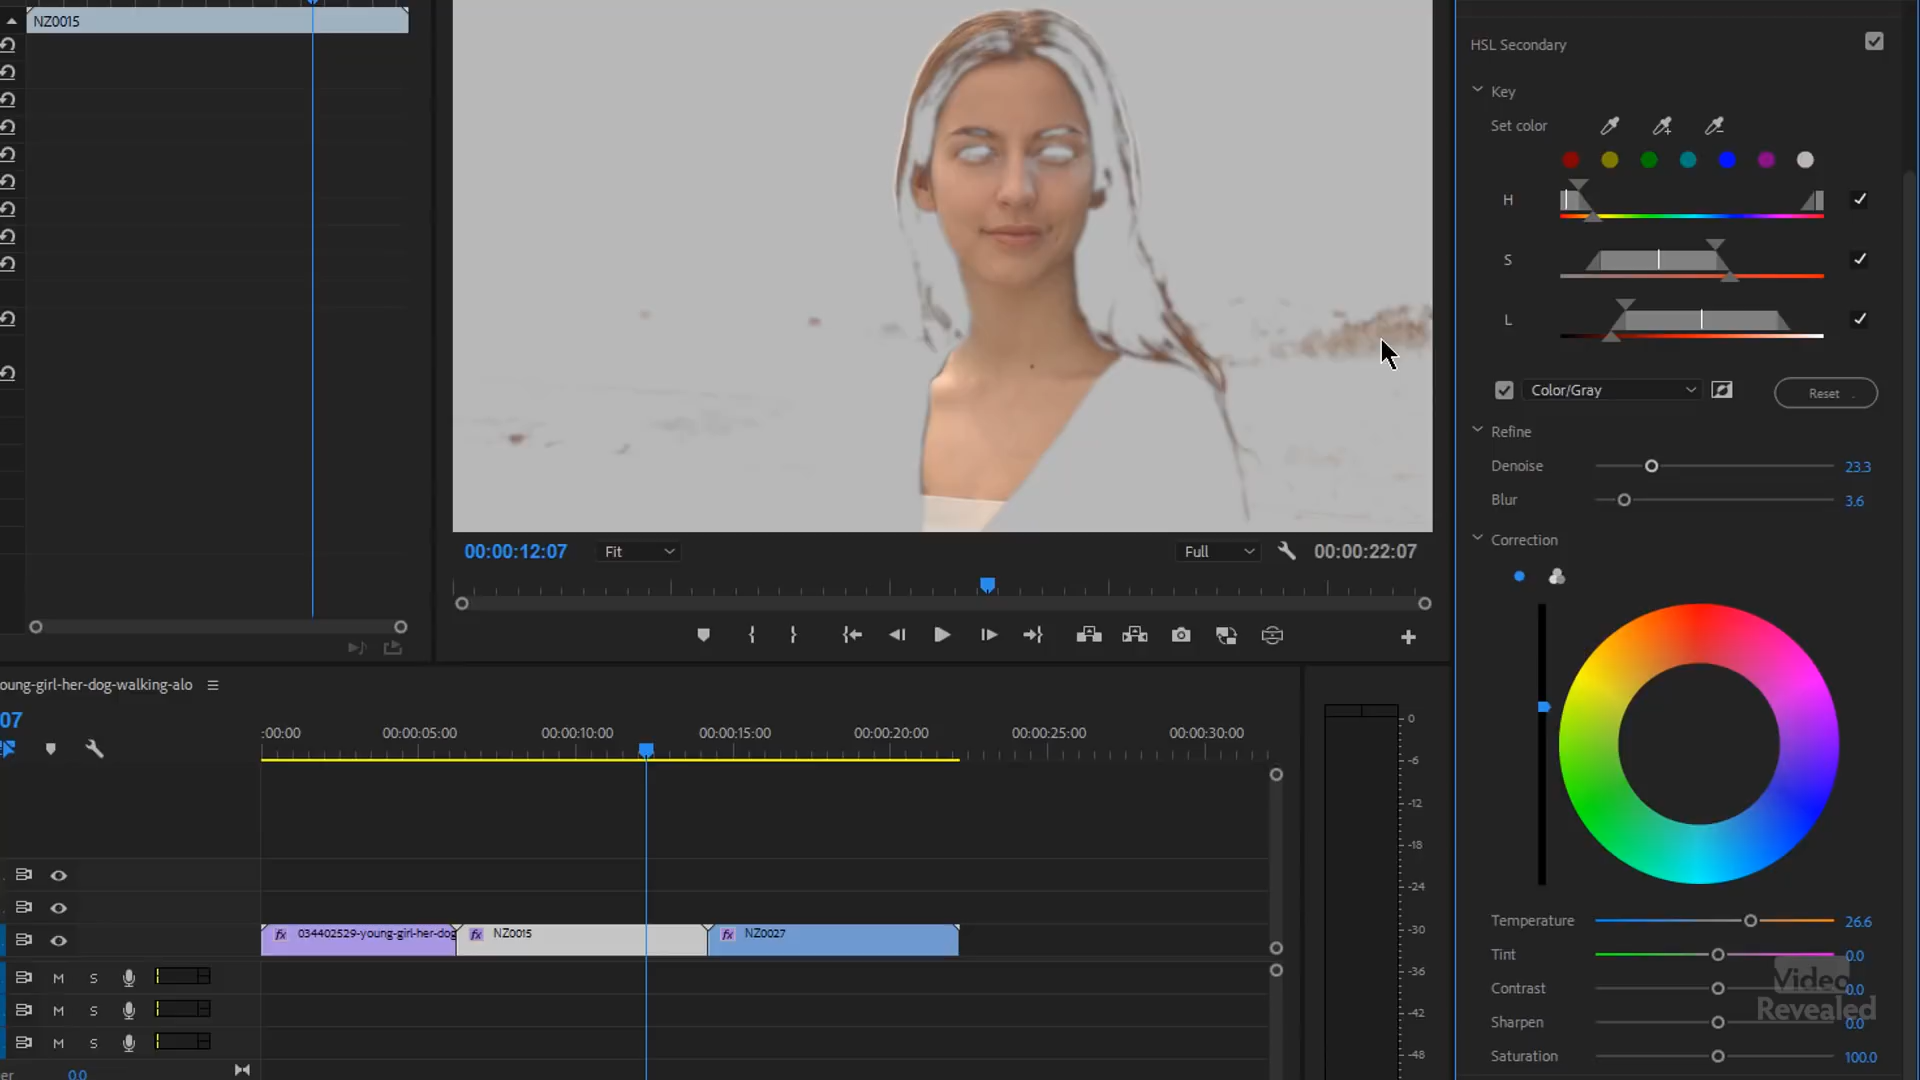 NZ0015
HSL Secondary
Key
Set color
H
S
L
Color/Gray
Reset
Refine
Denoise 23.3
Blur 3.6
Correction
00:00:12:07
Fit
Full
00:00:22:07
oung-girl-her-dog-walking-alo
07
:00:00
00:00:05:00
00:00:10:00
00:00:15:00
00:00:20:00
00:00:25:00
00:00:30:00
0
-6
-12
-18
-24
-30
-36
-42
-48
fx 034402529-young-girl-her-dog
fx NZ0015
fx NZ0027
M S
M S
M S
er 0.0
Temperature 26.6
Tint 0.0
Contrast 0.0
Sharpen 0.0
Saturation 100.0
Video
Revealed